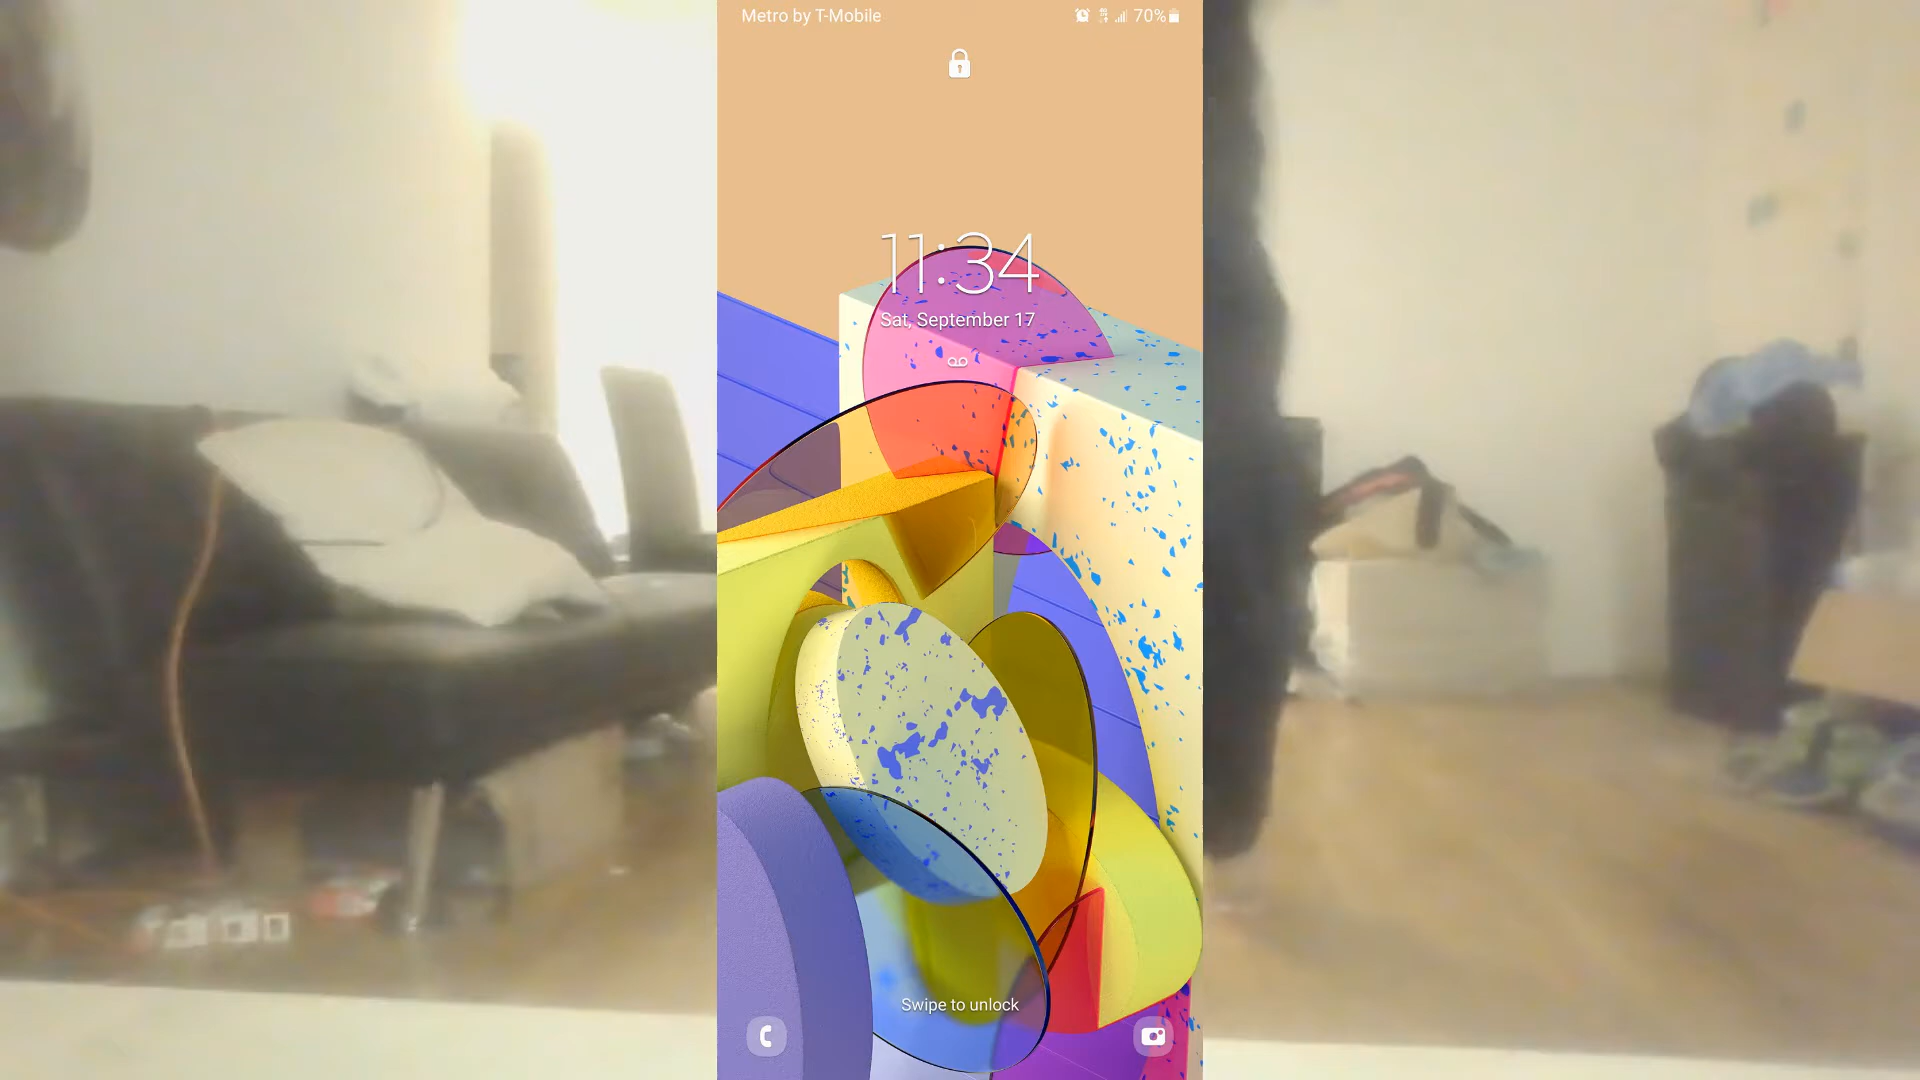 Metro by T-Mobile
70%
11:34
Sat, September 17
Swipe to unlock